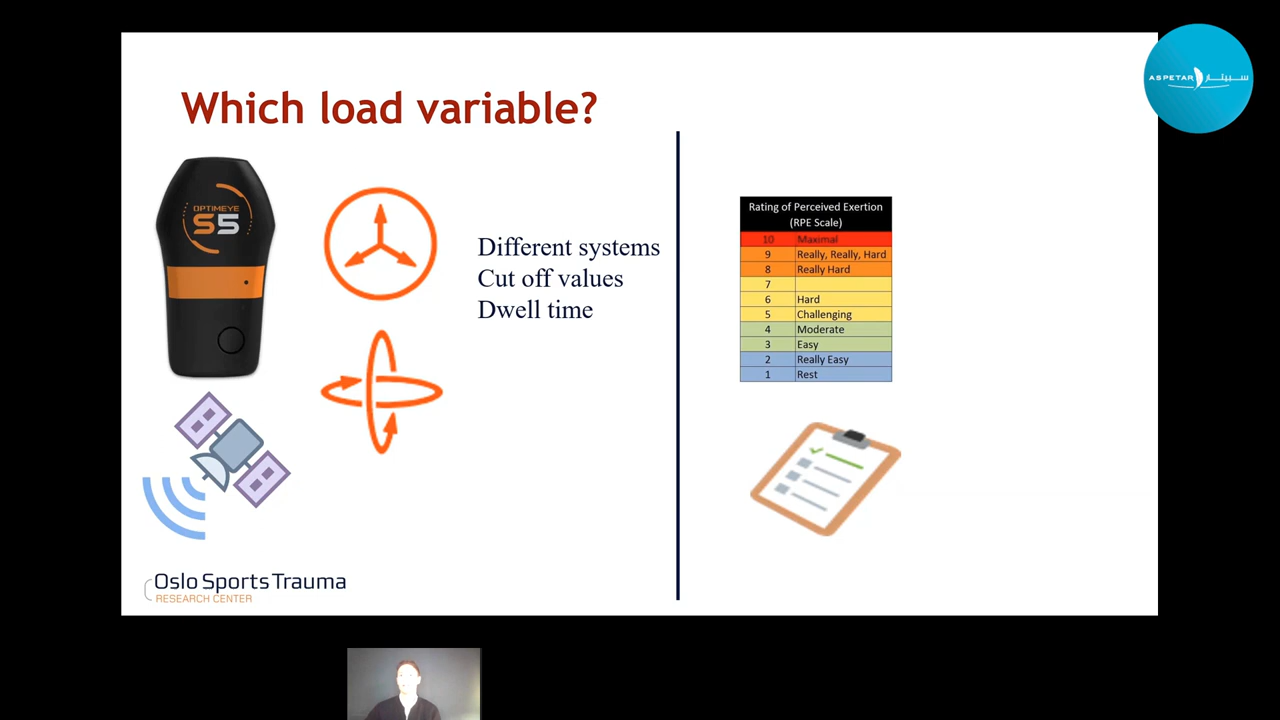 Which load variable?
OPTIMEYE
S5
Different systems
Cut off values
Dwell time
Rating of Perceived Exertion
(RPE Scale)
10 Maximal
9 Really, Really, Hard
8 Really Hard
7
6 Hard
5 Challenging
4 Moderate
3 Easy
2 Really Easy
1 Rest
Oslo Sports Trauma
RESEARCH CENTER
ASPETAR سبيتار